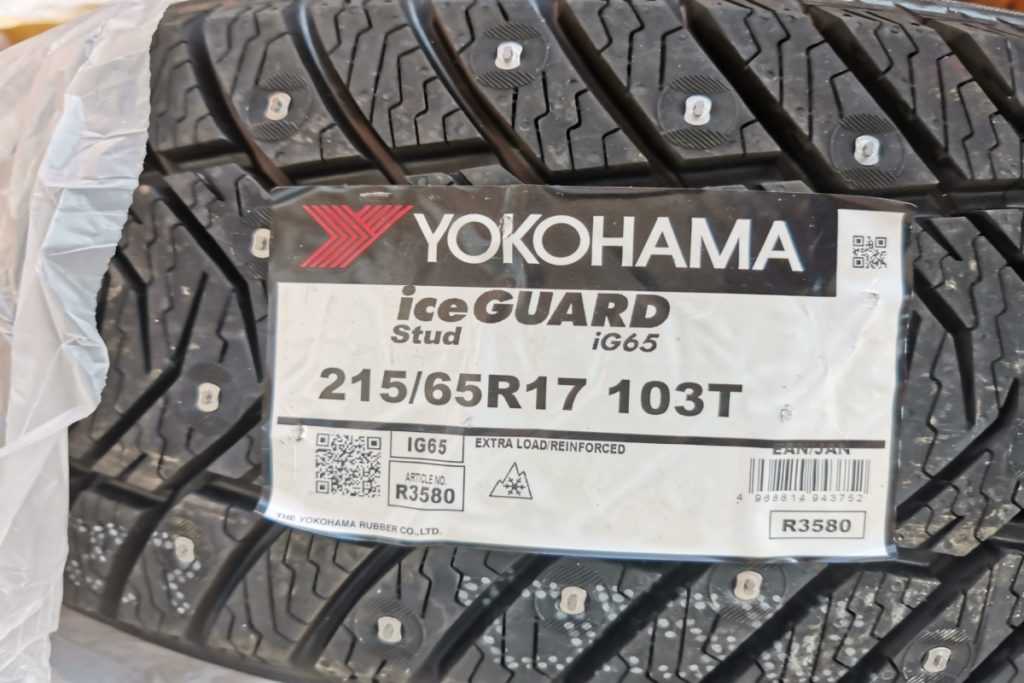 YOKOHAMA
iceGUARD
Stud iG65
215/65R17 103T
IG65
EXTRA LOAD/REINFORCED
ARTICLE NO.
R3580
EAN/JAN
4 968814 943752
R3580
THE YOKOHAMA RUBBER CO.,LTD.